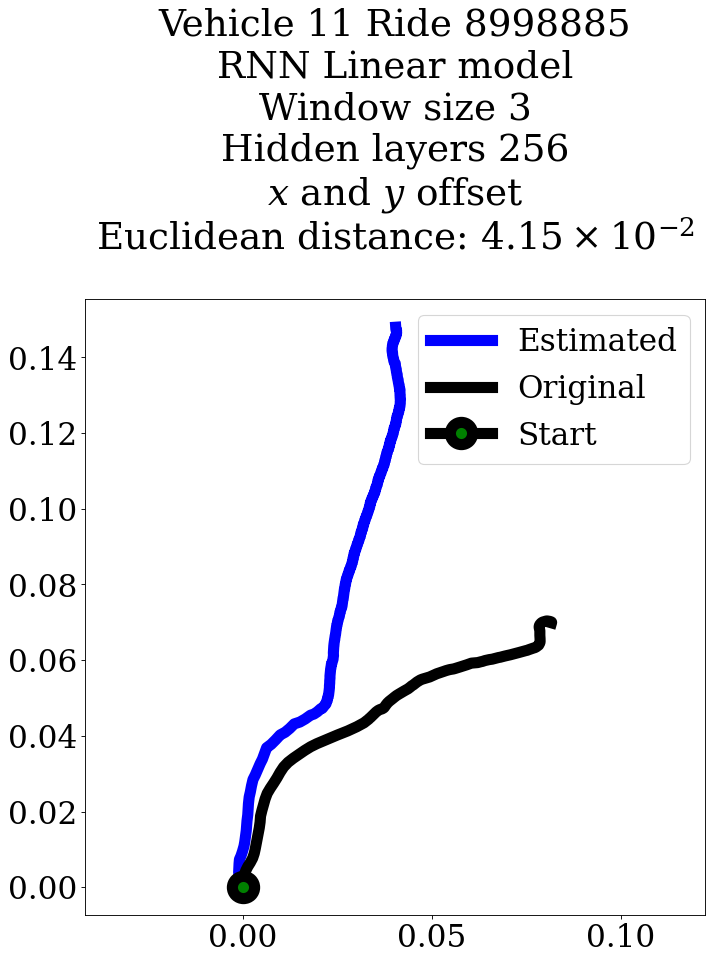 Vehicle 11 Ride 8998885
RNN Linear model
Window size 3
Hidden layers 256
x and y offset
Euclidean distance: 4.15 × 10⁻²
Estimated
Original
Start
0.14
0.12
0.10
0.08
0.06
0.04
0.02
0.00
0.00 0.05 0.10